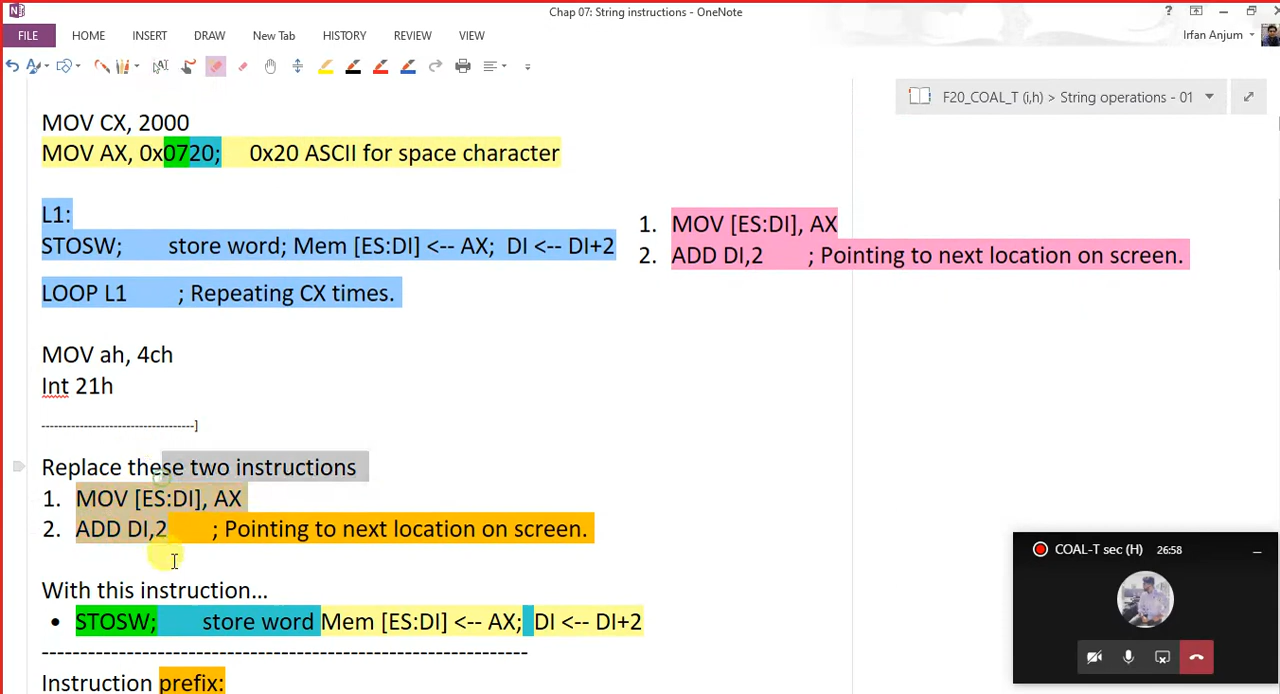 Chap 07: String instructions - OneNote
FILE HOME INSERT DRAW New Tab HISTORY REVIEW VIEW Irfan Anjum
F20_COAL_T (i,h) > String operations - 01
MOV CX, 2000
MOV AX, 0x0720; 0x20 ASCII for space character
L1:
STOSW; store word; Mem [ES:DI] <-- AX; DI <-- DI+2
LOOP L1 ; Repeating CX times.
1. MOV [ES:DI], AX
2. ADD DI,2 ; Pointing to next location on screen.
MOV ah, 4ch
Int 21h
------------------------------------]
Replace these two instructions
1. MOV [ES:DI], AX
2. ADD DI,2 ; Pointing to next location on screen.
With this instruction...
• STOSW; store word Mem [ES:DI] <-- AX; DI <-- DI+2
------------------------------------------------------------
Instruction prefix:
COAL-T sec (H) 26:58